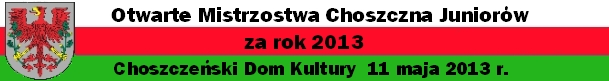 Otwarte Mistrzostwa Choszczna Juniorów
za rok 2013
Choszczeński Dom Kultury 11 maja 2013 r.